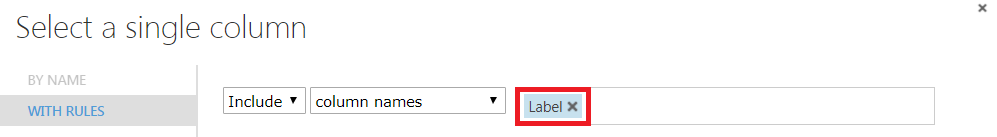 Select a single column
BY NAME
WITH RULES
Include
column names
Label